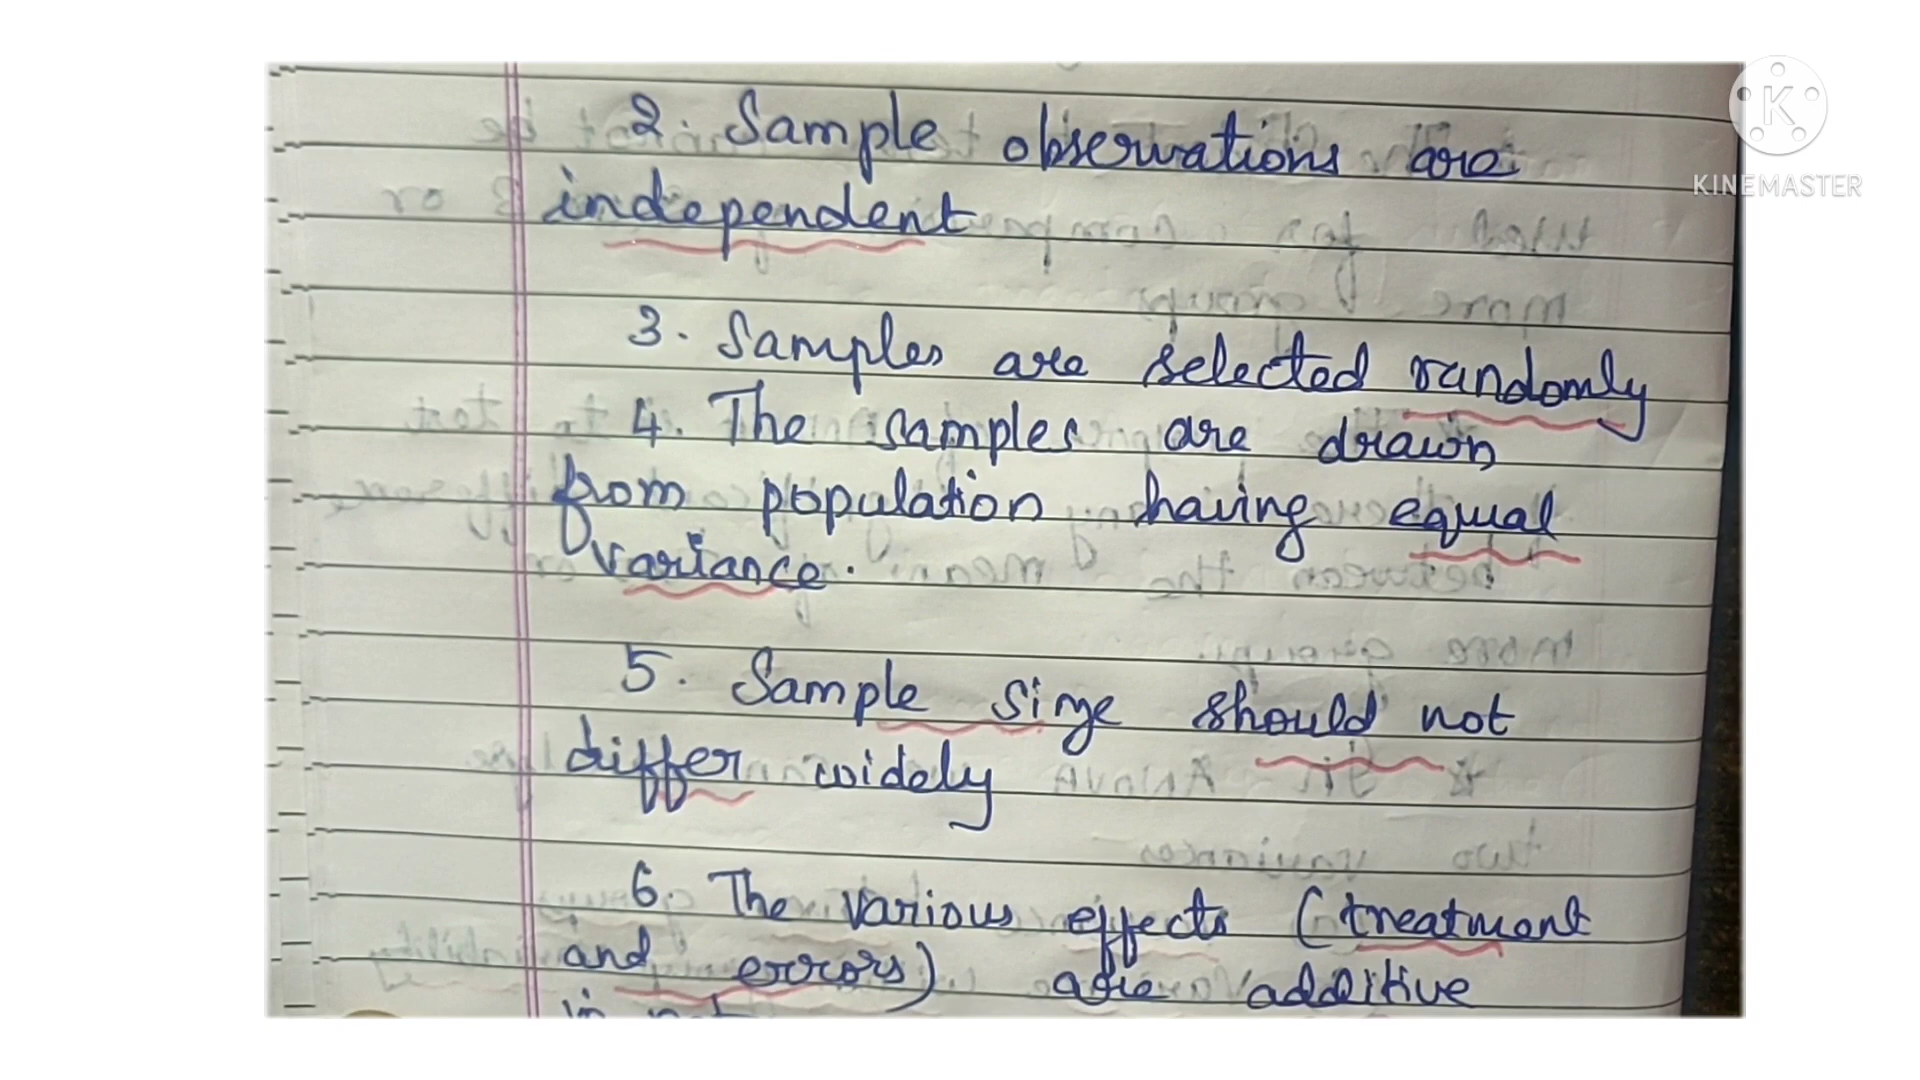 2. Sample observations are
independent
3. Samples are selected randomly
4. The samples are drawn
from population having equal
variance.
5. Sample size should not
differ widely
6. The various effects (treatment
and errors) are additive
KINEMASTER